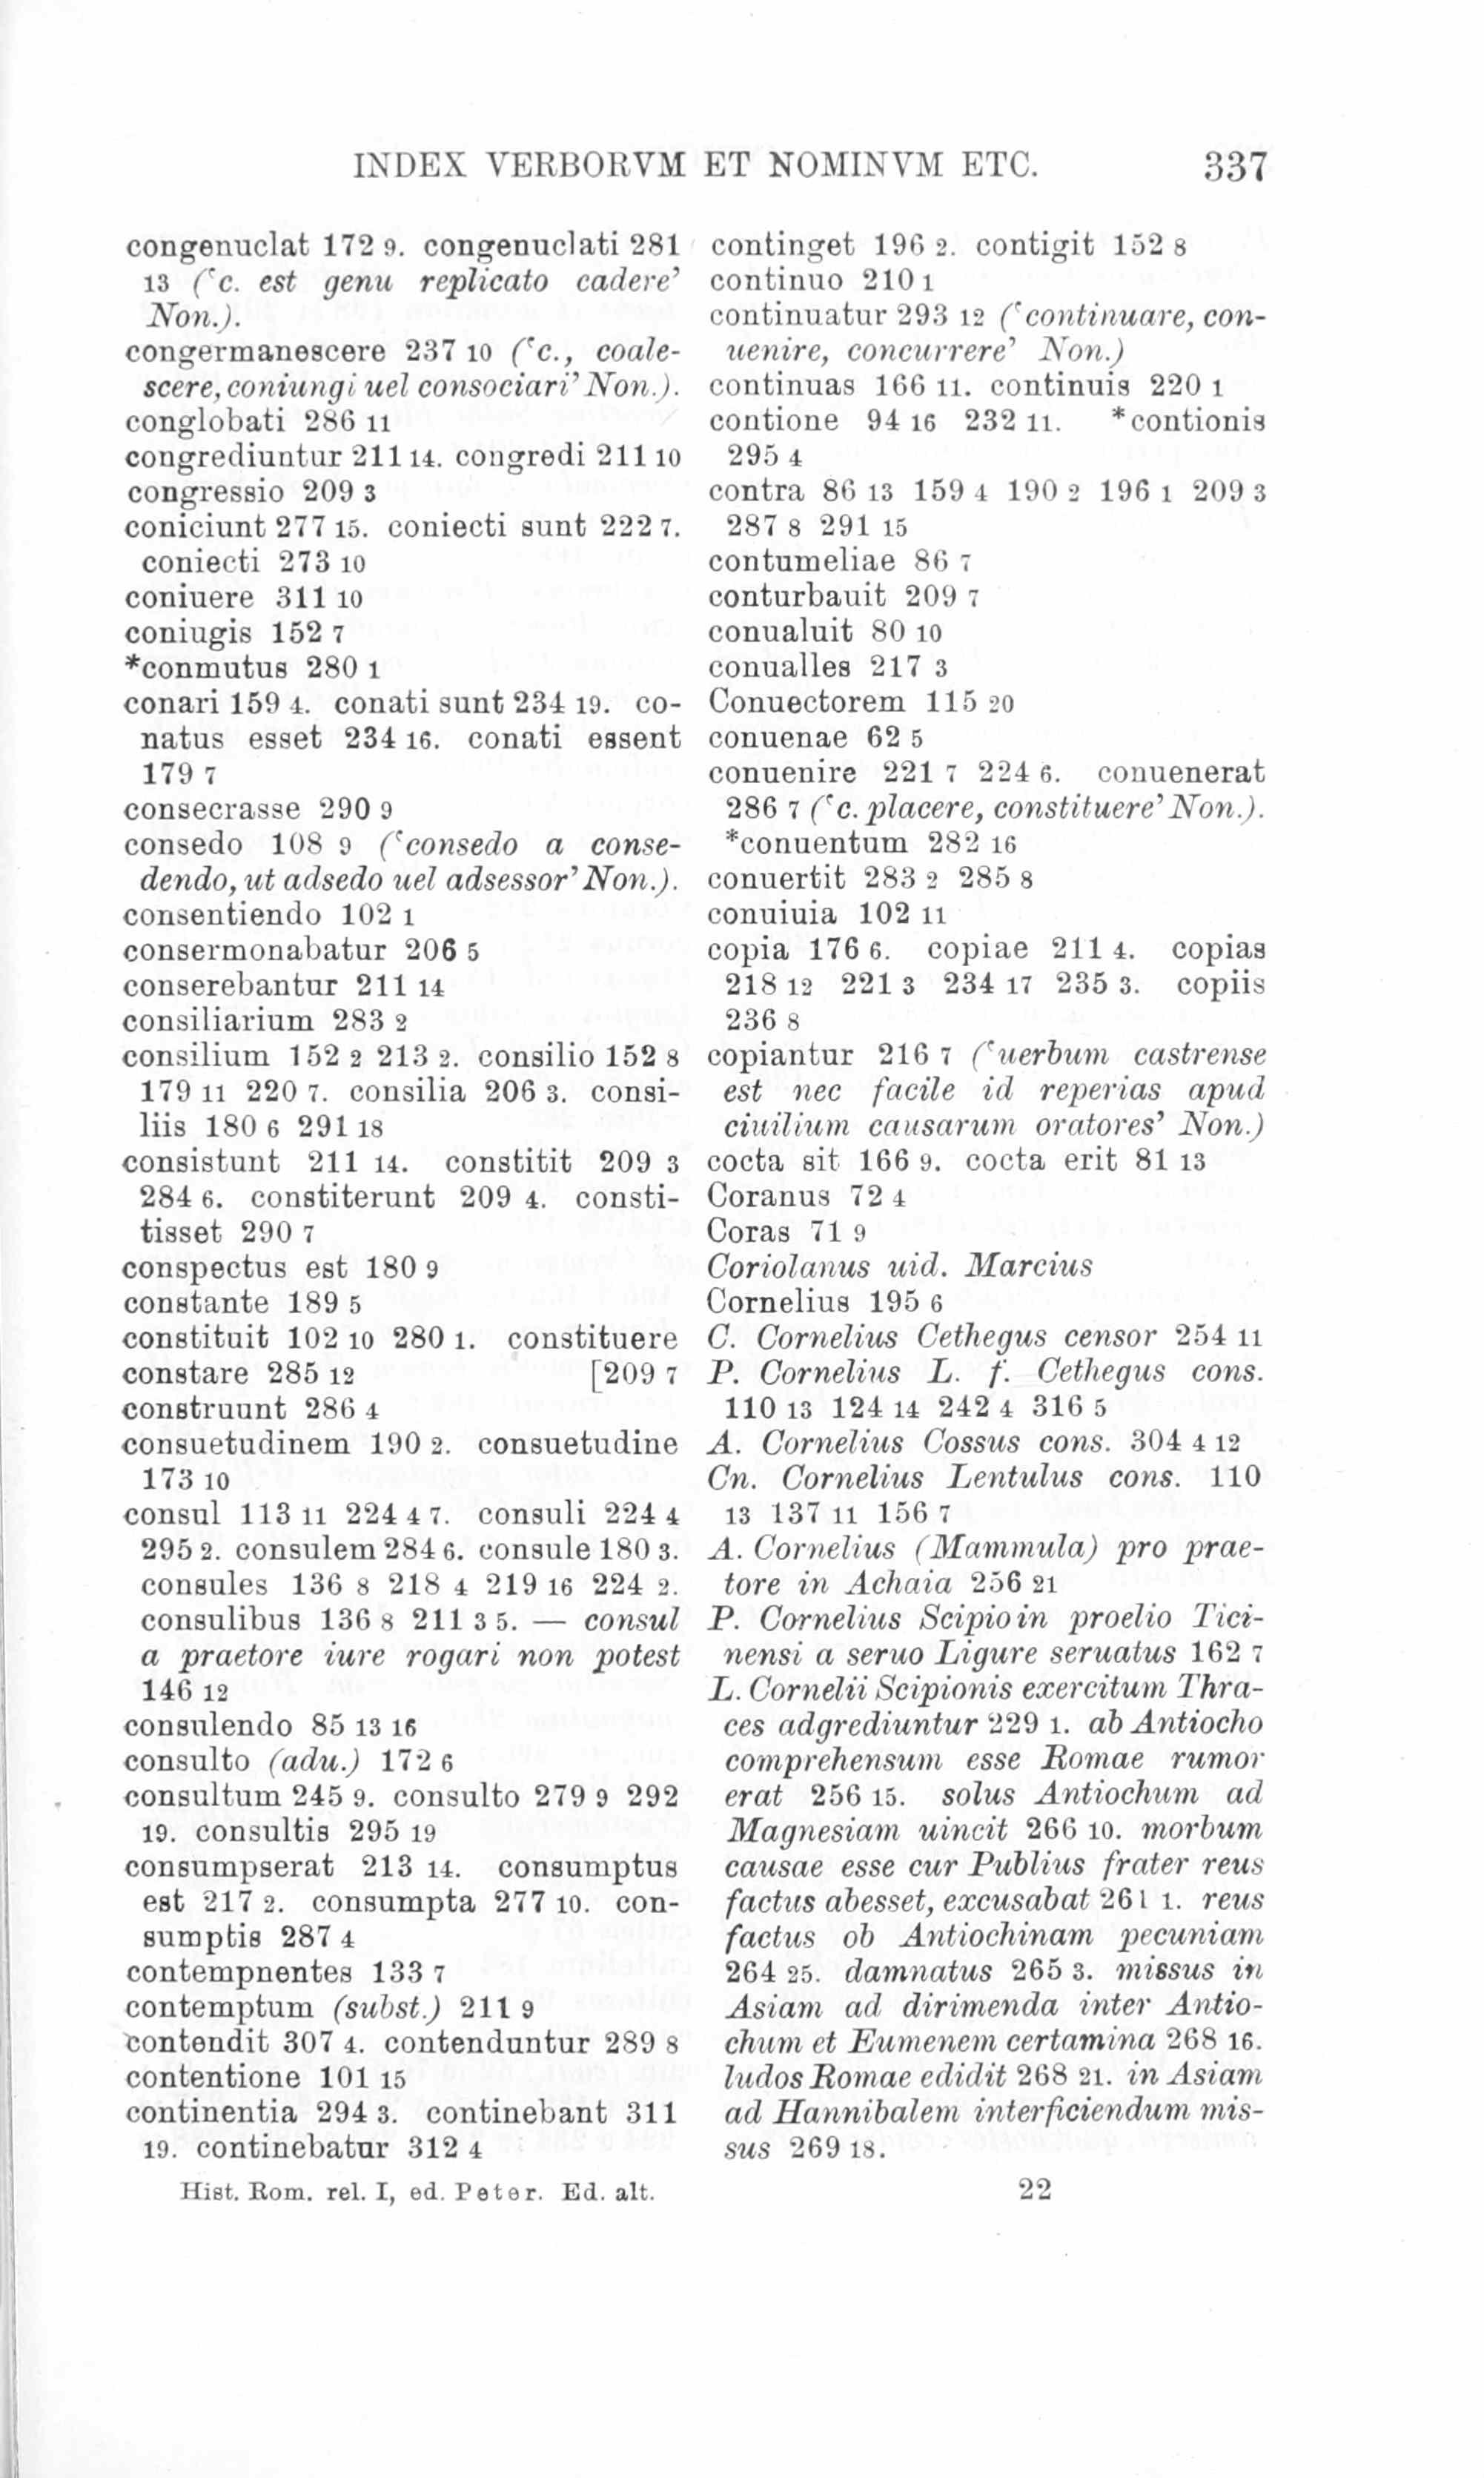 INDEX VERBORVM ET NOMINVM ETC. 337
congenuclat 172 9. congenuclati 281
13 (‘c. est genu replicato cadere’
Non.).
congermanescere 237 10 (‘c., coale-
scere, coniungi uel consociari’ Non.).
conglobati 286 11
congrediuntur 211 14. congredi 211 10
congressio 209 3
coniciunt 277 15. coniecti sunt 222 7.
coniecti 273 10
coniuere 311 10
coniugis 152 7
*conmutus 280 1
conari 159 4. conati sunt 234 19. co-
natus esset 234 16. conati essent
179 7
consecrasse 290 9
consedo 108 9 (‘consedo a conse-
dendo, ut adsedo uel adsessor’ Non.).
consentiendo 102 1
consermonabatur 206 5
conserebantur 211 14
consiliarium 283 2
consilium 152 2 213 2. consilio 152 8
179 11 220 7. consilia 206 3. consi-
liis 180 6 291 18
consistunt 211 14. constitit 209 3
284 6. constiterunt 209 4. consti-
tisset 290 7
conspectus est 180 9
constante 189 5
constituit 102 10 280 1. constituere
constare 285 12 [209 7
construunt 286 4
consuetudinem 190 2. consuetudine
173 10
consul 113 11 224 4 7. consuli 224 4
295 2. consulem 284 6. consule 180 3.
consules 136 8 218 4 219 16 224 2.
consulibus 136 8 211 3 5. — consul
a praetore iure rogari non potest
146 12
consulendo 85 13 16
consulto (adu.) 172 6
consultum 245 9. consulto 279 9 292
19. consultis 295 19
consumpserat 213 14. consumptus
est 217 2. consumpta 277 10. con-
sumptis 287 4
contempnentes 133 7
contemptum (subst.) 211 9
contendit 307 4. contenduntur 289 8
contentione 101 15
continentia 294 3. continebant 311
19. continebatur 312 4
continget 196 2. contigit 152 8
continuo 210 1
continuatur 293 12 (‘continuare, con-
uenire, concurrere’ Non.)
continuas 166 11. continuis 220 1
contione 94 16 232 11. *contionis
295 4
contra 86 13 159 4 190 2 196 1 209 3
287 8 291 15
contumeliae 86 7
conturbauit 209 7
conualuit 80 10
conualles 217 3
Conuectorem 115 20
conuenae 62 5
conuenire 221 7 224 6. conuenerat
286 7 (‘c. placere, constituere’ Non.).
*conuentum 282 16
conuertit 283 2 285 8
conuiuia 102 11
copia 176 6. copiae 211 4. copias
218 12 221 3 234 17 235 3. copiis
236 8
copiantur 216 7 (‘uerbum castrense
est nec facile id reperias apud
ciuilium causarum oratores’ Non.)
cocta sit 166 9. cocta erit 81 13
Coranus 72 4
Coras 71 9
Coriolanus uid. Marcius
Cornelius 195 6
C. Cornelius Cethegus censor 254 11
P. Cornelius L. f. Cethegus cons.
110 13 124 14 242 4 316 5
A. Cornelius Cossus cons. 304 4 12
Cn. Cornelius Lentulus cons. 110
13 137 11 156 7
A. Cornelius (Mammula) pro prae-
tore in Achaia 256 21
P. Cornelius Scipio in proelio Tici-
nensi a seruo Ligure seruatus 162 7
L. Cornelii Scipionis exercitum Thra-
ces adgrediuntur 229 1. ab Antiocho
comprehensum esse Romae rumor
erat 256 15. solus Antiochum ad
Magnesiam uincit 266 10. morbum
causae esse cur Publius frater reus
factus abesset, excusabat 261 1. reus
factus ob Antiochinam pecuniam
264 25. damnatus 265 3. missus in
Asiam ad dirimenda inter Antio-
chum et Eumenem certamina 268 16.
ludos Romae edidit 268 21. in Asiam
ad Hannibalem interficiendum mis-
sus 269 18.
Hist. Rom. rel. I, ed. Peter. Ed. alt. 22